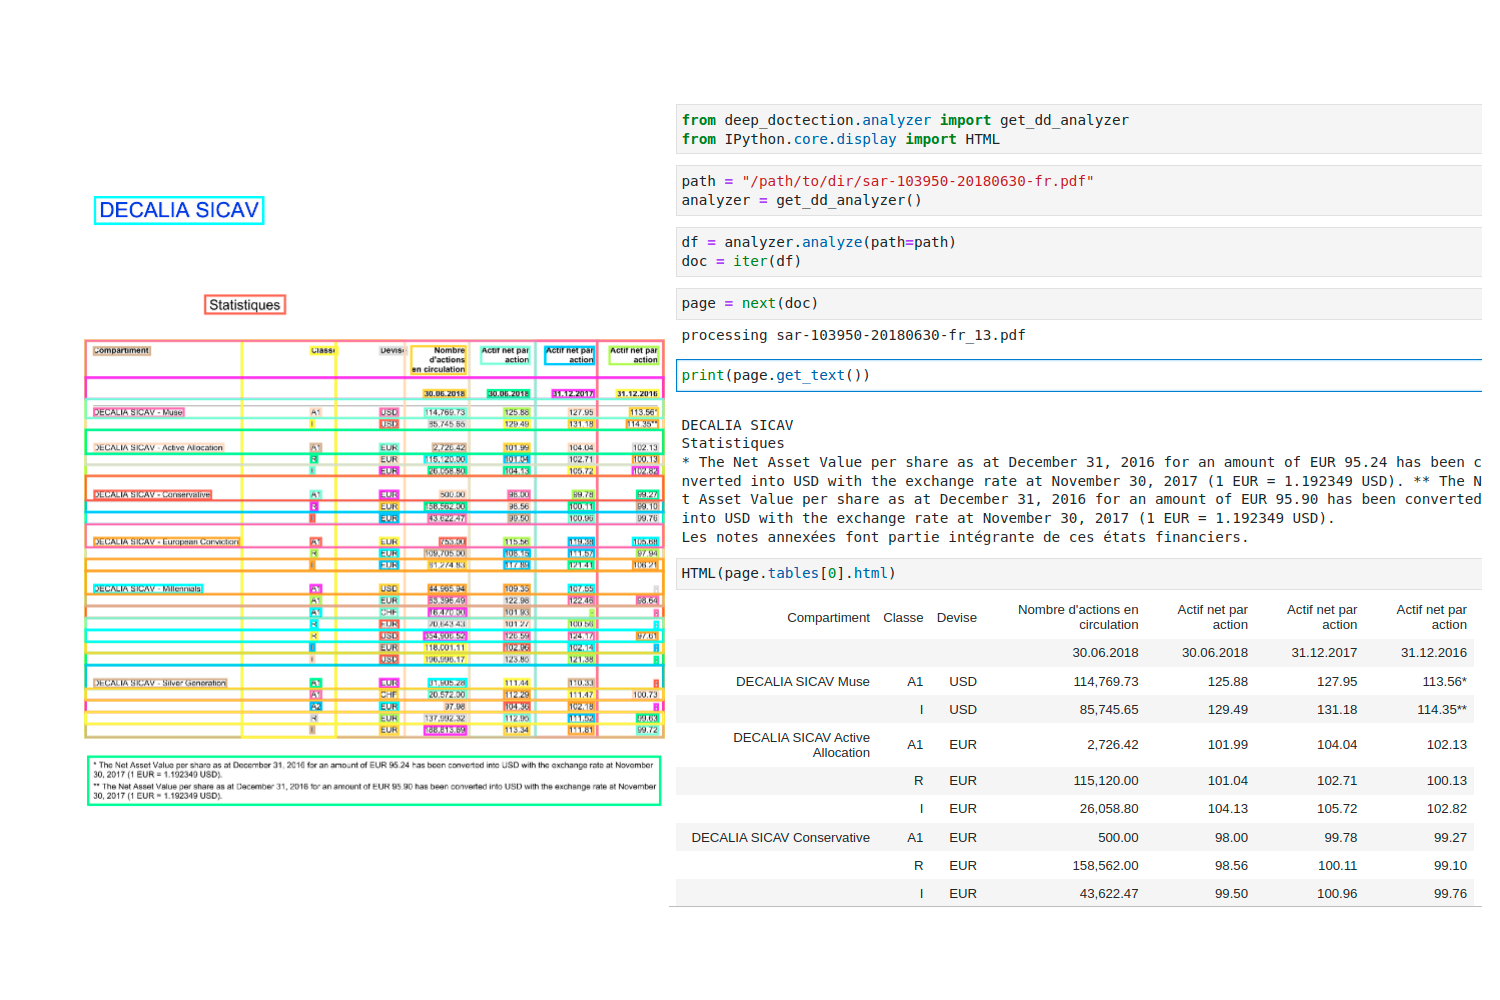 DECALIA SICAV
Statistiques
Compartiment Classe Devise Nombre d'actions en circulation Actif net par action Actif net par action Actif net par action
30.06.2018 30.06.2018 31.12.2017 31.12.2016
DECALIA SICAV - Muse A1 USD 114,769.73 125.88 127.95 113.56*
I USD 85,745.65 129.49 131.18 114.35**
DECALIA SICAV - Active Allocation A1 EUR 2,726.42 101.99 104.04 102.13
R EUR 115,120.00 101.04 102.71 100.13
I EUR 26,058.80 104.13 105.72 102.82
DECALIA SICAV - Conservative A1 EUR 500.00 98.00 99.78 99.27
R EUR 158,562.00 98.56 100.11 99.10
I EUR 43,622.47 99.50 100.96 99.76
DECALIA SICAV - European Conviction A1 EUR 753.00 115.56 119.38 105.68
R EUR 109,705.00 108.15 111.57 97.94
I EUR 61,274.83 117.89 121.41 106.21
DECALIA SICAV - Millennials A1 USD 44,965.94 109.35 107.55 -
A1 EUR 63,396.49 122.98 122.46 98.64
A1 CHF 16,470.00 101.93 - -
R EUR 20,643.43 101.27 100.56 -
R USD 354,906.52 126.59 124.17 97.61
I EUR 118,001.11 102.96 102.14 -
I USD 196,996.17 123.85 121.38 -
DECALIA SICAV - Silver Generation A1 EUR 31,905.28 111.44 110.33 -
A1 CHF 20,572.00 112.29 111.47 100.73
A2 EUR 97.98 104.36 102.18 -
R EUR 137,992.32 112.95 111.52 99.63
I EUR 188,813.89 113.34 111.81 99.72
* The Net Asset Value per share as at December 31, 2016 for an amount of EUR 95.24 has been converted into USD with the exchange rate at November
30, 2017 (1 EUR = 1.192349 USD).
** The Net Asset Value per share as at December 31, 2016 for an amount of EUR 95.90 has been converted into USD with the exchange rate at November
30, 2017 (1 EUR = 1.192349 USD).
from deep_doctection.analyzer import get_dd_analyzer
from IPython.core.display import HTML
path = "/path/to/dir/sar-103950-20180630-fr.pdf"
analyzer = get_dd_analyzer()
df = analyzer.analyze(path=path)
doc = iter(df)
page = next(doc)
processing sar-103950-20180630-fr_13.pdf
print(page.get_text())
DECALIA SICAV
Statistiques
* The Net Asset Value per share as at December 31, 2016 for an amount of EUR 95.24 has been c
nverted into USD with the exchange rate at November 30, 2017 (1 EUR = 1.192349 USD). ** The N
t Asset Value per share as at December 31, 2016 for an amount of EUR 95.90 has been converted
into USD with the exchange rate at November 30, 2017 (1 EUR = 1.192349 USD).
Les notes annexées font partie intégrante de ces états financiers.
HTML(page.tables[0].html)
Compartiment Classe Devise Nombre d'actions en circulation Actif net par action Actif net par action Actif net par action
30.06.2018 30.06.2018 31.12.2017 31.12.2016
DECALIA SICAV Muse A1 USD 114,769.73 125.88 127.95 113.56*
I USD 85,745.65 129.49 131.18 114.35**
DECALIA SICAV Active Allocation A1 EUR 2,726.42 101.99 104.04 102.13
R EUR 115,120.00 101.04 102.71 100.13
I EUR 26,058.80 104.13 105.72 102.82
DECALIA SICAV Conservative A1 EUR 500.00 98.00 99.78 99.27
R EUR 158,562.00 98.56 100.11 99.10
I EUR 43,622.47 99.50 100.96 99.76